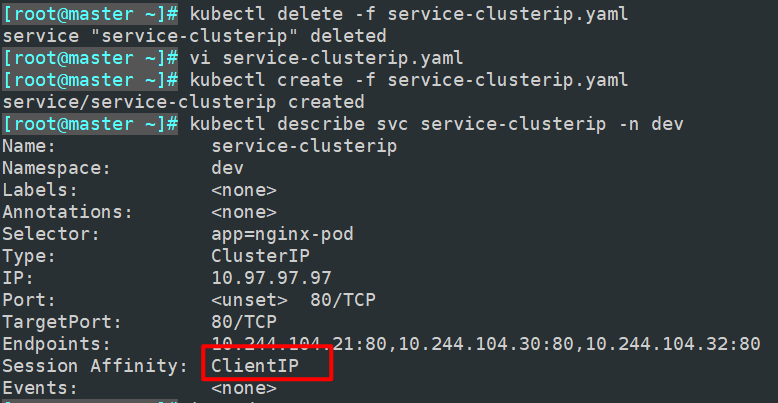 [root@master ~]# kubectl delete -f service-clusterip.yaml
service "service-clusterip" deleted
[root@master ~]# vi service-clusterip.yaml
[root@master ~]# kubectl create -f service-clusterip.yaml
service/service-clusterip created
[root@master ~]# kubectl describe svc service-clusterip -n dev
Name:              service-clusterip
Namespace:         dev
Labels:            <none>
Annotations:       <none>
Selector:          app=nginx-pod
Type:              ClusterIP
IP:                10.97.97.97
Port:              <unset>  80/TCP
TargetPort:        80/TCP
Endpoints:         10.244.104.21:80,10.244.104.30:80,10.244.104.32:80
Session Affinity:  ClientIP
Events:            <none>